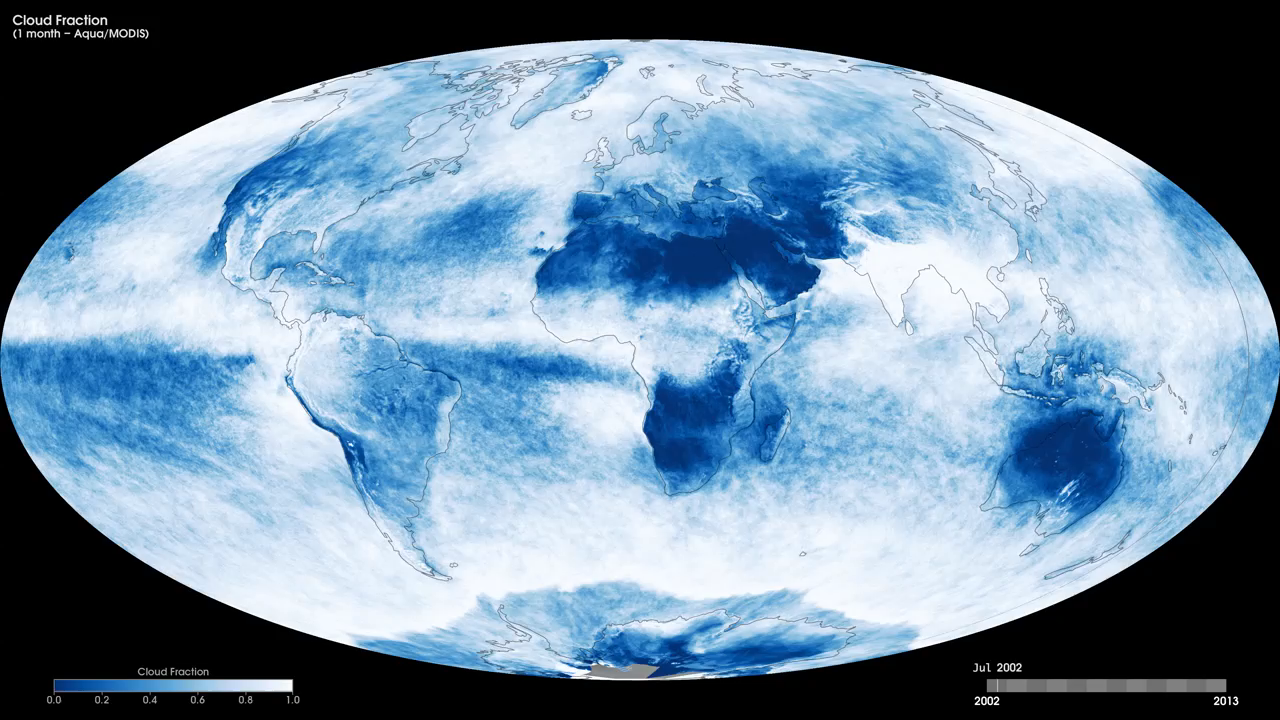 Cloud Fraction
(1 month – Aqua/MODIS)
Cloud Fraction
0.0 0.2 0.4 0.6 0.8 1.0
Jul 2002
2002 2013